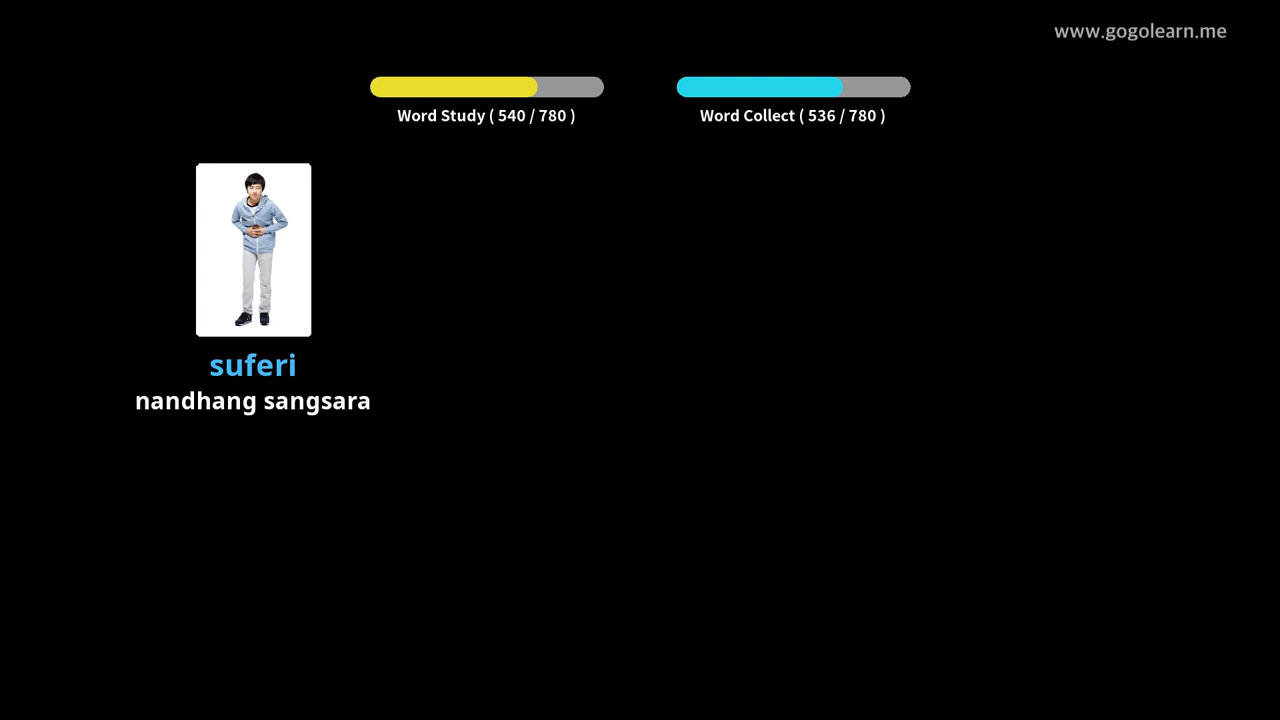 www.gogolearn.me
Word Study ( 540 / 780 )
Word Collect ( 536 / 780 )
suferi
nandhang sangsara